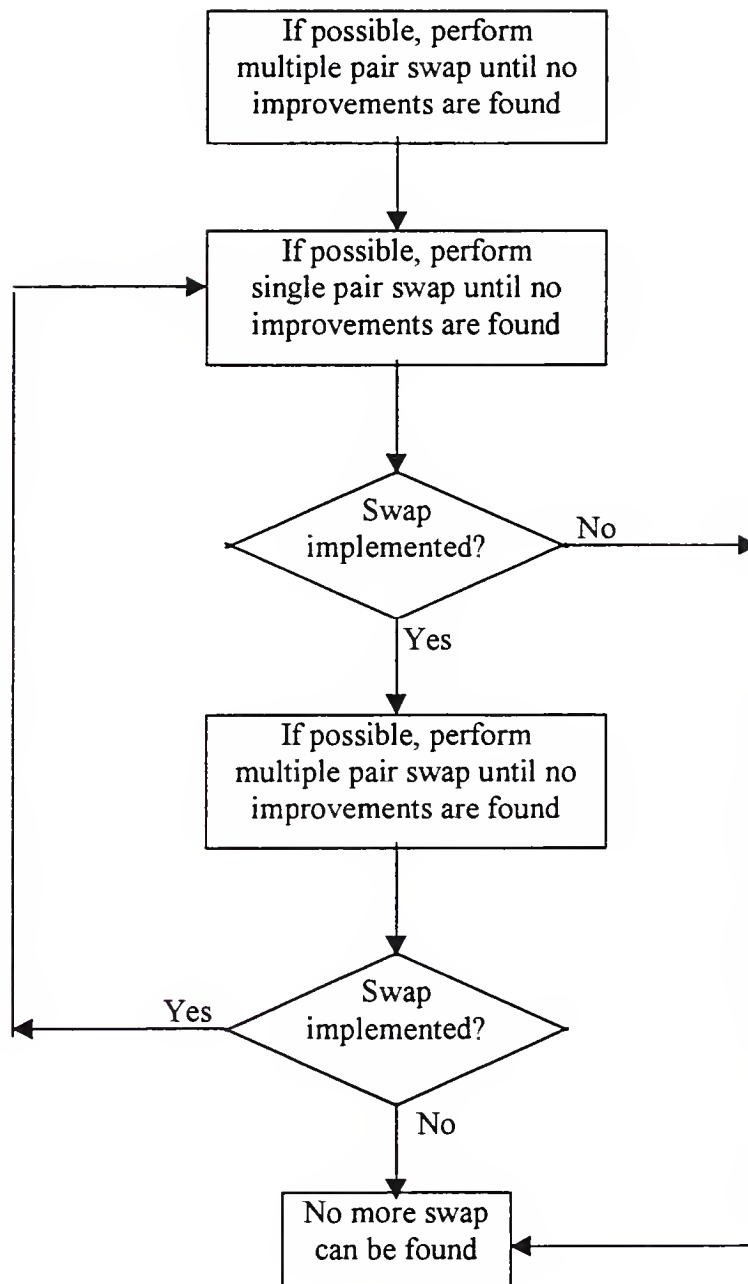 If possible, perform
multiple pair swap until no
improvements are found
If possible, perform
single pair swap until no
improvements are found
Swap
implemented?
No
Yes
If possible, perform
multiple pair swap until no
improvements are found
Swap
implemented?
Yes
No
No more swap
can be found